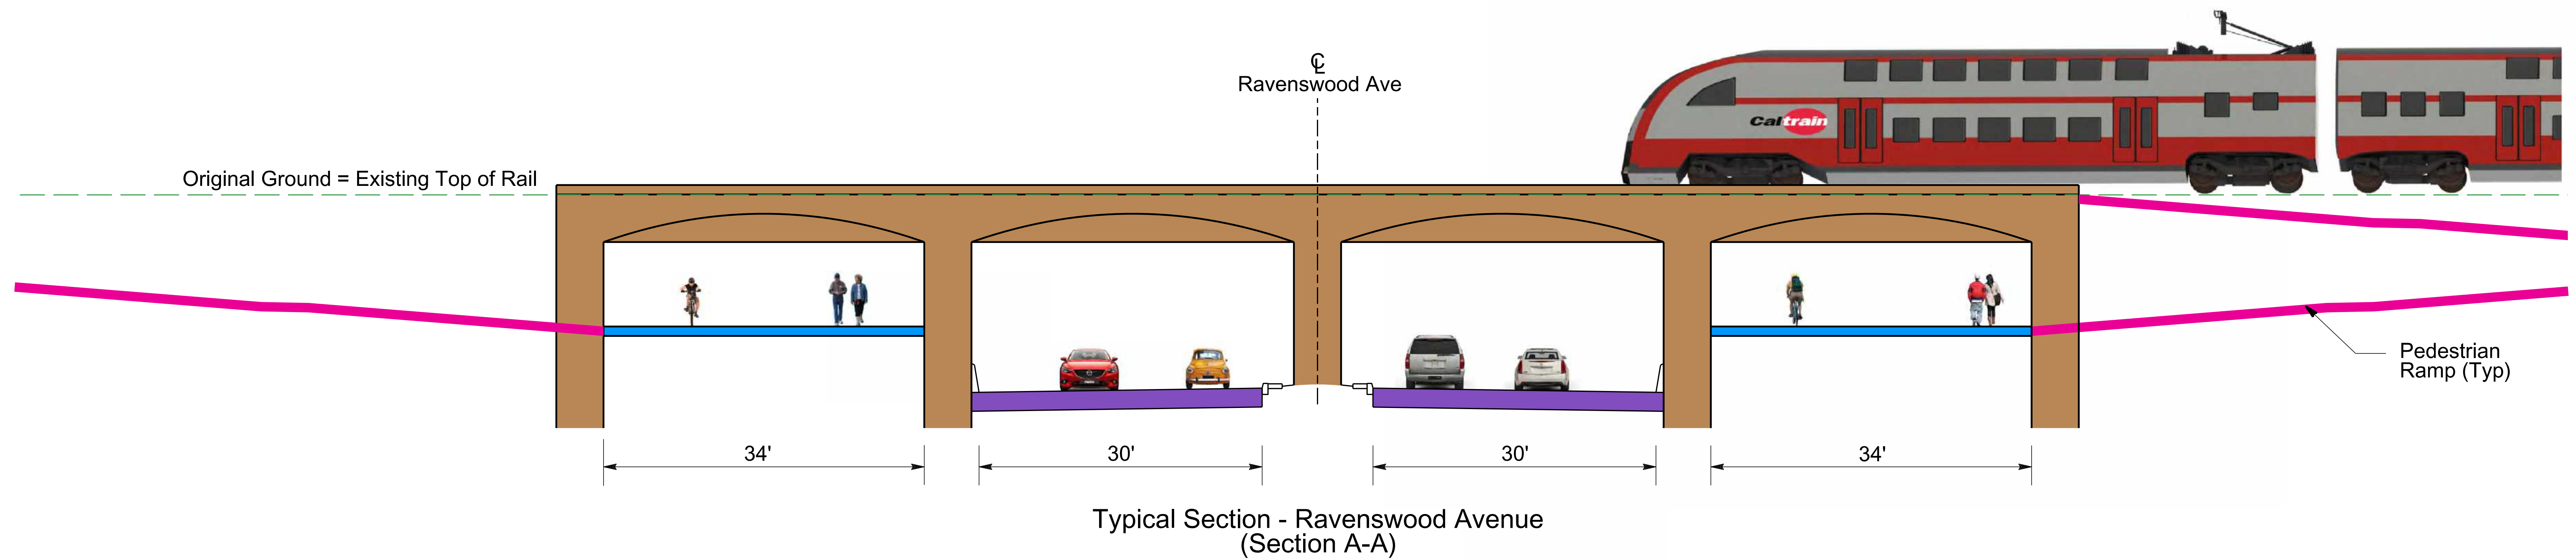 ℄
Ravenswood Ave
Caltrain
Original Ground = Existing Top of Rail
Pedestrian
Ramp (Typ)
34'
30'
30'
34'
Typical Section - Ravenswood Avenue
(Section A-A)